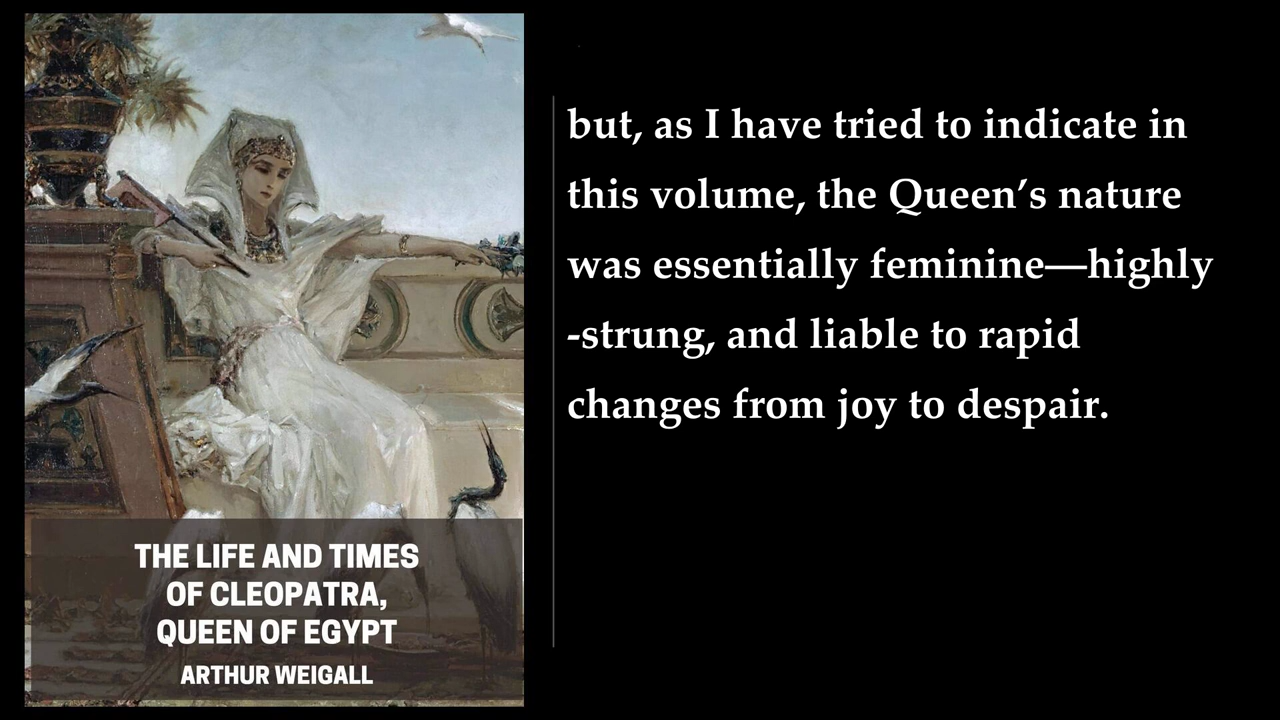 THE LIFE AND TIMES
OF CLEOPATRA,
QUEEN OF EGYPT
ARTHUR WEIGALL
but, as I have tried to indicate in
this volume, the Queen’s nature
was essentially feminine—highly
-strung, and liable to rapid
changes from joy to despair.